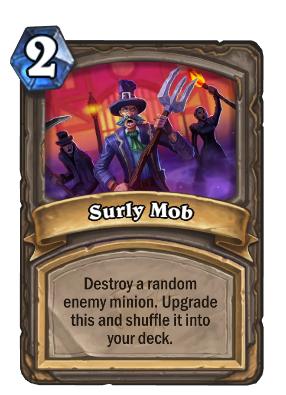 2
Surly Mob
Destroy a random
enemy minion. Upgrade
this and shuffle it into
your deck.